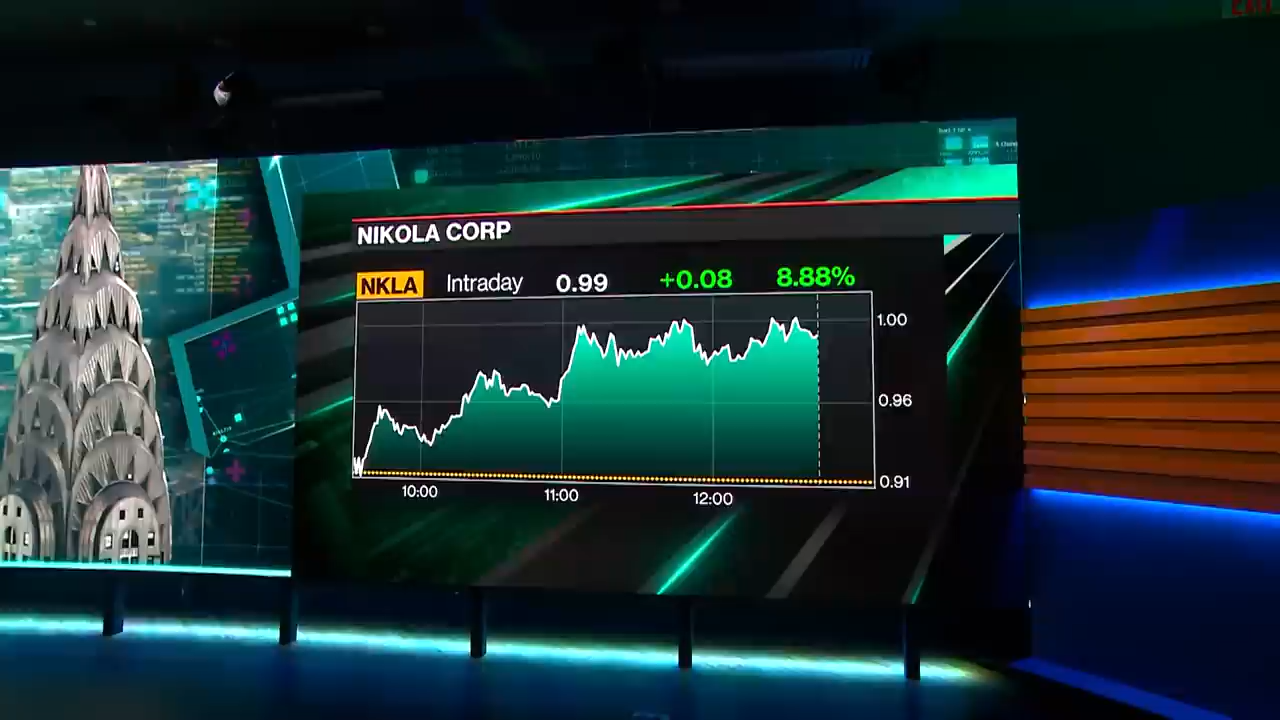 EXIT
NIKOLA CORP
NKLA Intraday 0.99 +0.08 8.88%
1.00
0.96
0.91
10:00 11:00 12:00